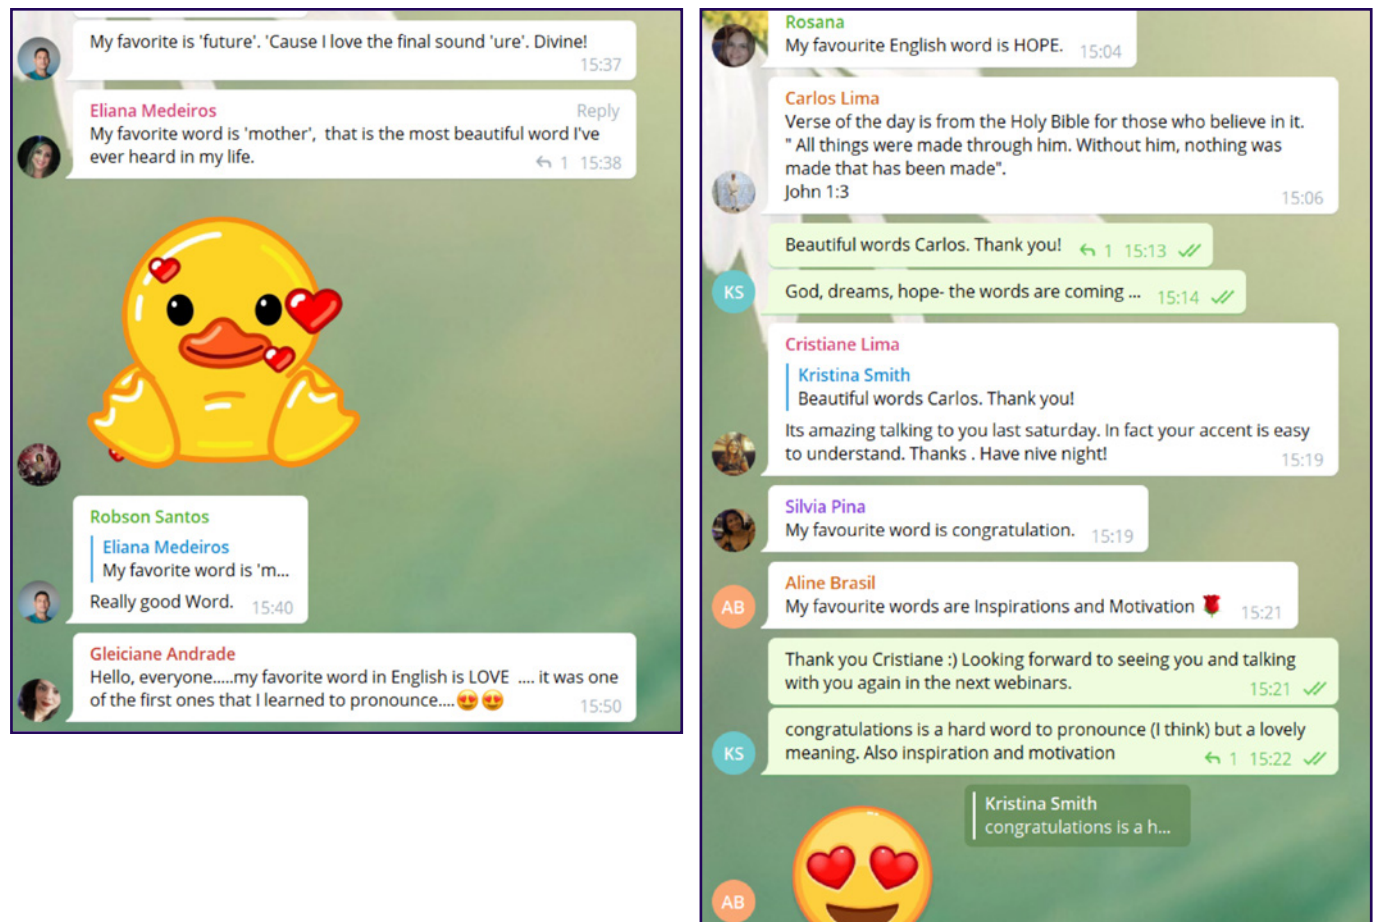 My favorite is 'future'. 'Cause I love the final sound 'ure'. Divine!
15:37
Eliana Medeiros Reply
My favorite word is 'mother', that is the most beautiful word I've
ever heard in my life. 1 15:38
Robson Santos
Eliana Medeiros
My favorite word is 'm...
Really good Word. 15:40
Gleiciane Andrade
Hello, everyone.....my favorite word in English is LOVE .... it was one
of the first ones that I learned to pronounce....😍😍 15:50
Rosana
My favourite English word is HOPE. 15:04
Carlos Lima
Verse of the day is from the Holy Bible for those who believe in it.
" All things were made through him. Without him, nothing was
made that has been made".
John 1:3 15:06
Beautiful words Carlos. Thank you! 1 15:13
KS
God, dreams, hope- the words are coming ... 15:14
Cristiane Lima
Kristina Smith
Beautiful words Carlos. Thank you!
Its amazing talking to you last saturday. In fact your accent is easy
to understand. Thanks . Have nive night! 15:19
Silvia Pina
My favourite word is congratulation. 15:19
Aline Brasil
AB
My favourite words are Inspirations and Motivation 🌹 15:21
Thank you Cristiane :) Looking forward to seeing you and talking
with you again in the next webinars. 15:21
congratulations is a hard word to pronounce (I think) but a lovely
KS
meaning. Also inspiration and motivation 1 15:22
Kristina Smith
congratulations is a h...
AB